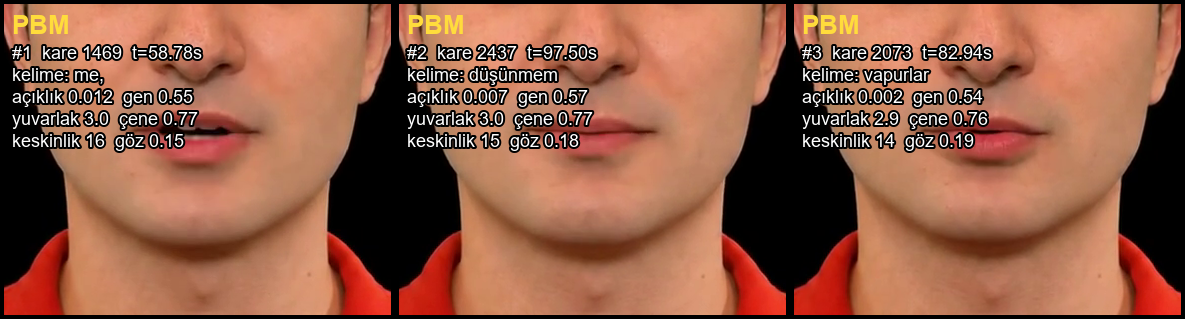 PBM
#1 kare 1469 t=58.78s
kelime: me,
açıklık 0.012 gen 0.55
yuvarlak 3.0 çene 0.77
keskinlik 16 göz 0.15
PBM
#2 kare 2437 t=97.50s
kelime: düşünmem
açıklık 0.007 gen 0.57
yuvarlak 3.0 çene 0.77
keskinlik 15 göz 0.18
PBM
#3 kare 2073 t=82.94s
kelime: vapurlar
açıklık 0.002 gen 0.54
yuvarlak 2.9 çene 0.76
keskinlik 14 göz 0.19